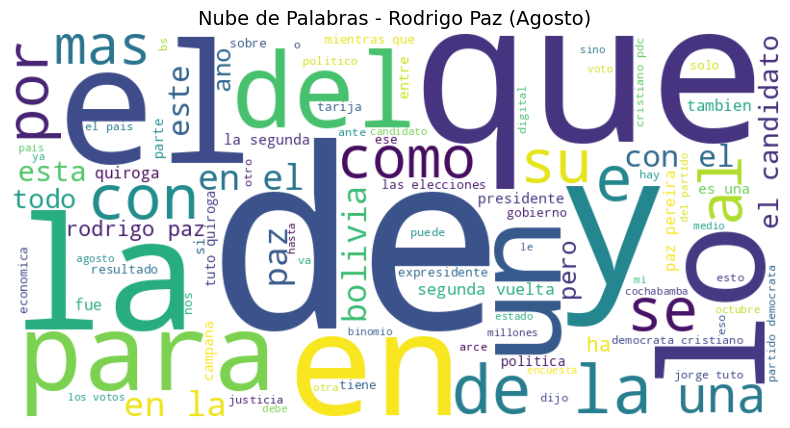 Nube de Palabras - Rodrigo Paz (Agosto)
mas
bs
sobre
o
mientras que
que
sino
voto
cristiano pdc
solo
tambien
el candidato
por
el
este
ano
del
politico
entre
tarija
digital
el pais
parte
la segunda
ante
candidato
ese
pais
ya
esta
quiroga
otro
en el
como
su
e
con el
hay
al
todo
con
las elecciones
presidente
gobierno
es una
rodrigo paz
si
tuto quiroga
paz
hasta
bolivia
puede
y
un
pero
paz pereira
del partido
medio
lo
la
de
economica
agosto
resultado
va
expresidente
le
mi
esto
segunda vuelta
cochabamba
fue
nos
estado
se
octubre
partido democrata
para
campana
en
binomio
millones
ha
democrata cristiano
eso
arce
politica
otra
tiene
encuesta
jorge tuto
los votos
en la
justicia
debe
de la
dijo
una